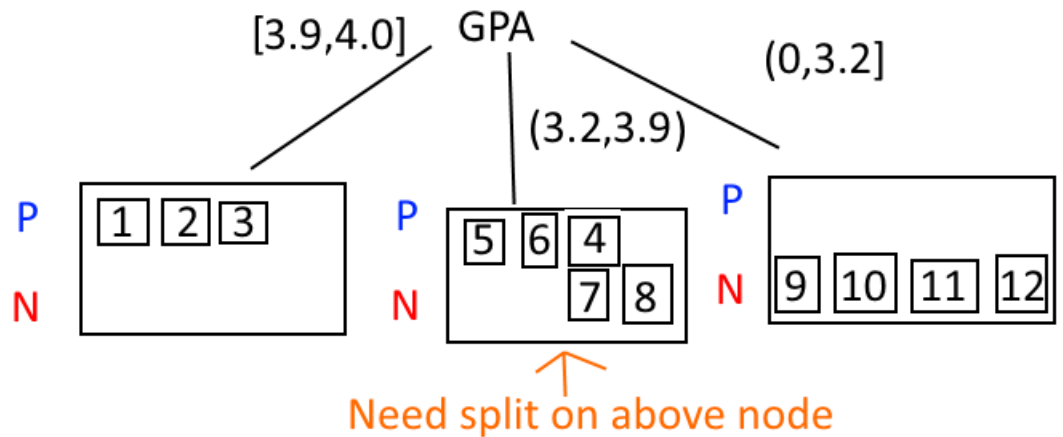 GPA
[3.9,4.0]
(0,3.2]
(3.2,3.9)
P 1 2 3
N
P 5 6 4
N 7 8
P
N 9 10 11 12
Need split on above node